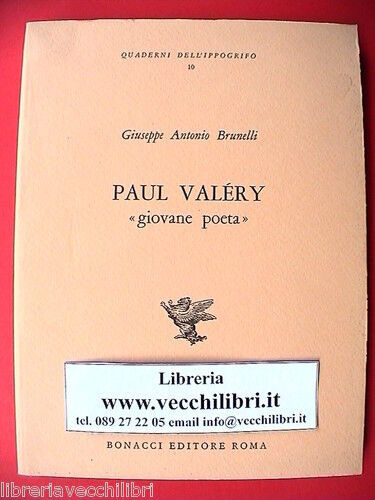 QUADERNI DELL'IPPOGRIFO
10
Giuseppe Antonio Brunelli
PAUL VALÉRY
«giovane poeta»
Libreria
www.vecchilibri.it
tel. 089 27 22 05 email info@vecchilibri.it
BONACCI EDITORE ROMA
libreriavecchilibri